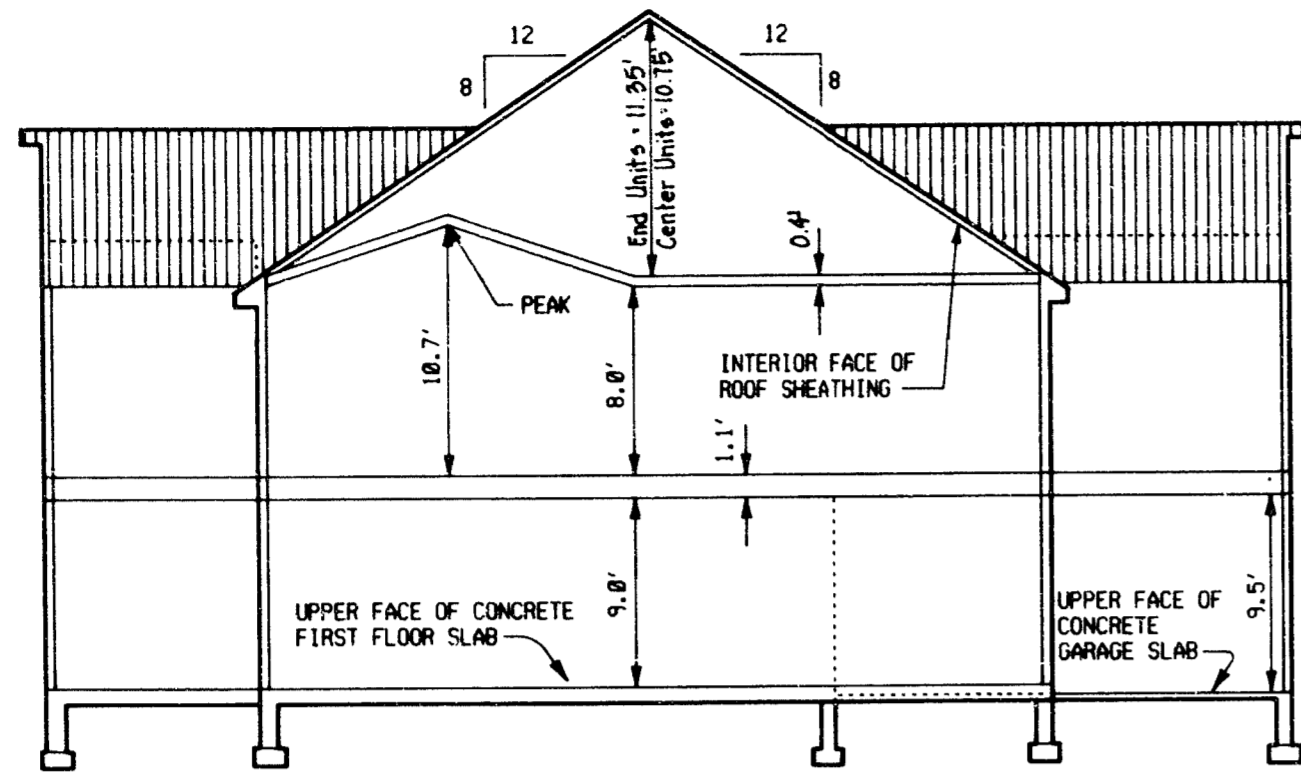 12
12
8
8
End Units = 11.35'
Center Units = 10.75'
0.4'
PEAK
10.7'
8.0'
INTERIOR FACE OF
ROOF SHEATHING
1.1'
9.0'
9.5'
UPPER FACE OF CONCRETE
FIRST FLOOR SLAB
UPPER FACE OF
CONCRETE
GARAGE SLAB